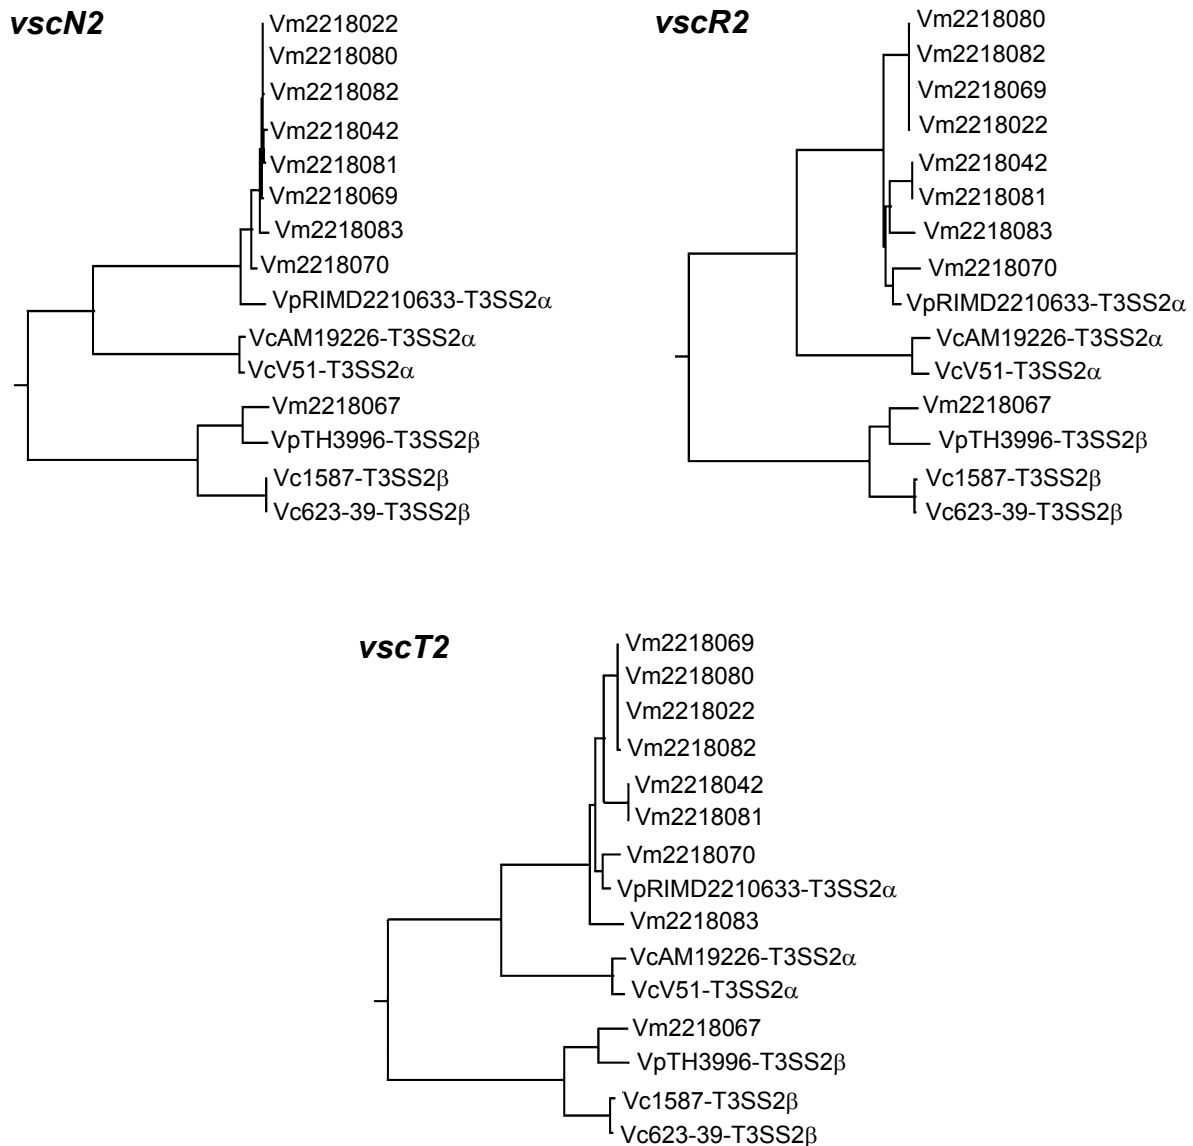 vscN2
Vm2218022
Vm2218080
Vm2218082
Vm2218042
Vm2218081
Vm2218069
Vm2218083
Vm2218070
VpRIMD2210633-T3SS2α
VcAM19226-T3SS2α
VcV51-T3SS2α
Vm2218067
VpTH3996-T3SS2β
Vc1587-T3SS2β
Vc623-39-T3SS2β
vscR2
Vm2218080
Vm2218082
Vm2218069
Vm2218022
Vm2218042
Vm2218081
Vm2218083
Vm2218070
VpRIMD2210633-T3SS2α
VcAM19226-T3SS2α
VcV51-T3SS2α
Vm2218067
VpTH3996-T3SS2β
Vc1587-T3SS2β
Vc623-39-T3SS2β
vscT2
Vm2218069
Vm2218080
Vm2218022
Vm2218082
Vm2218042
Vm2218081
Vm2218070
VpRIMD2210633-T3SS2α
Vm2218083
VcAM19226-T3SS2α
VcV51-T3SS2α
Vm2218067
VpTH3996-T3SS2β
Vc1587-T3SS2β
Vc623-39-T3SS2β